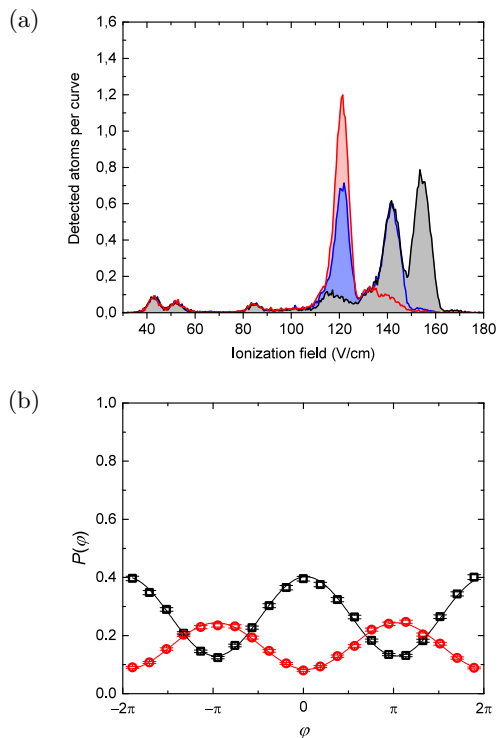 (a)
Detected atoms per curve
1,6
1,4
1,2
1,0
0,8
0,6
0,4
0,2
0,0
40 60 80 100 120 140 160 180
Ionization field (V/cm)
(b)
P(φ)
1.0
0.8
0.6
0.4
0.2
0.0
−2π −π 0 π 2π
φ